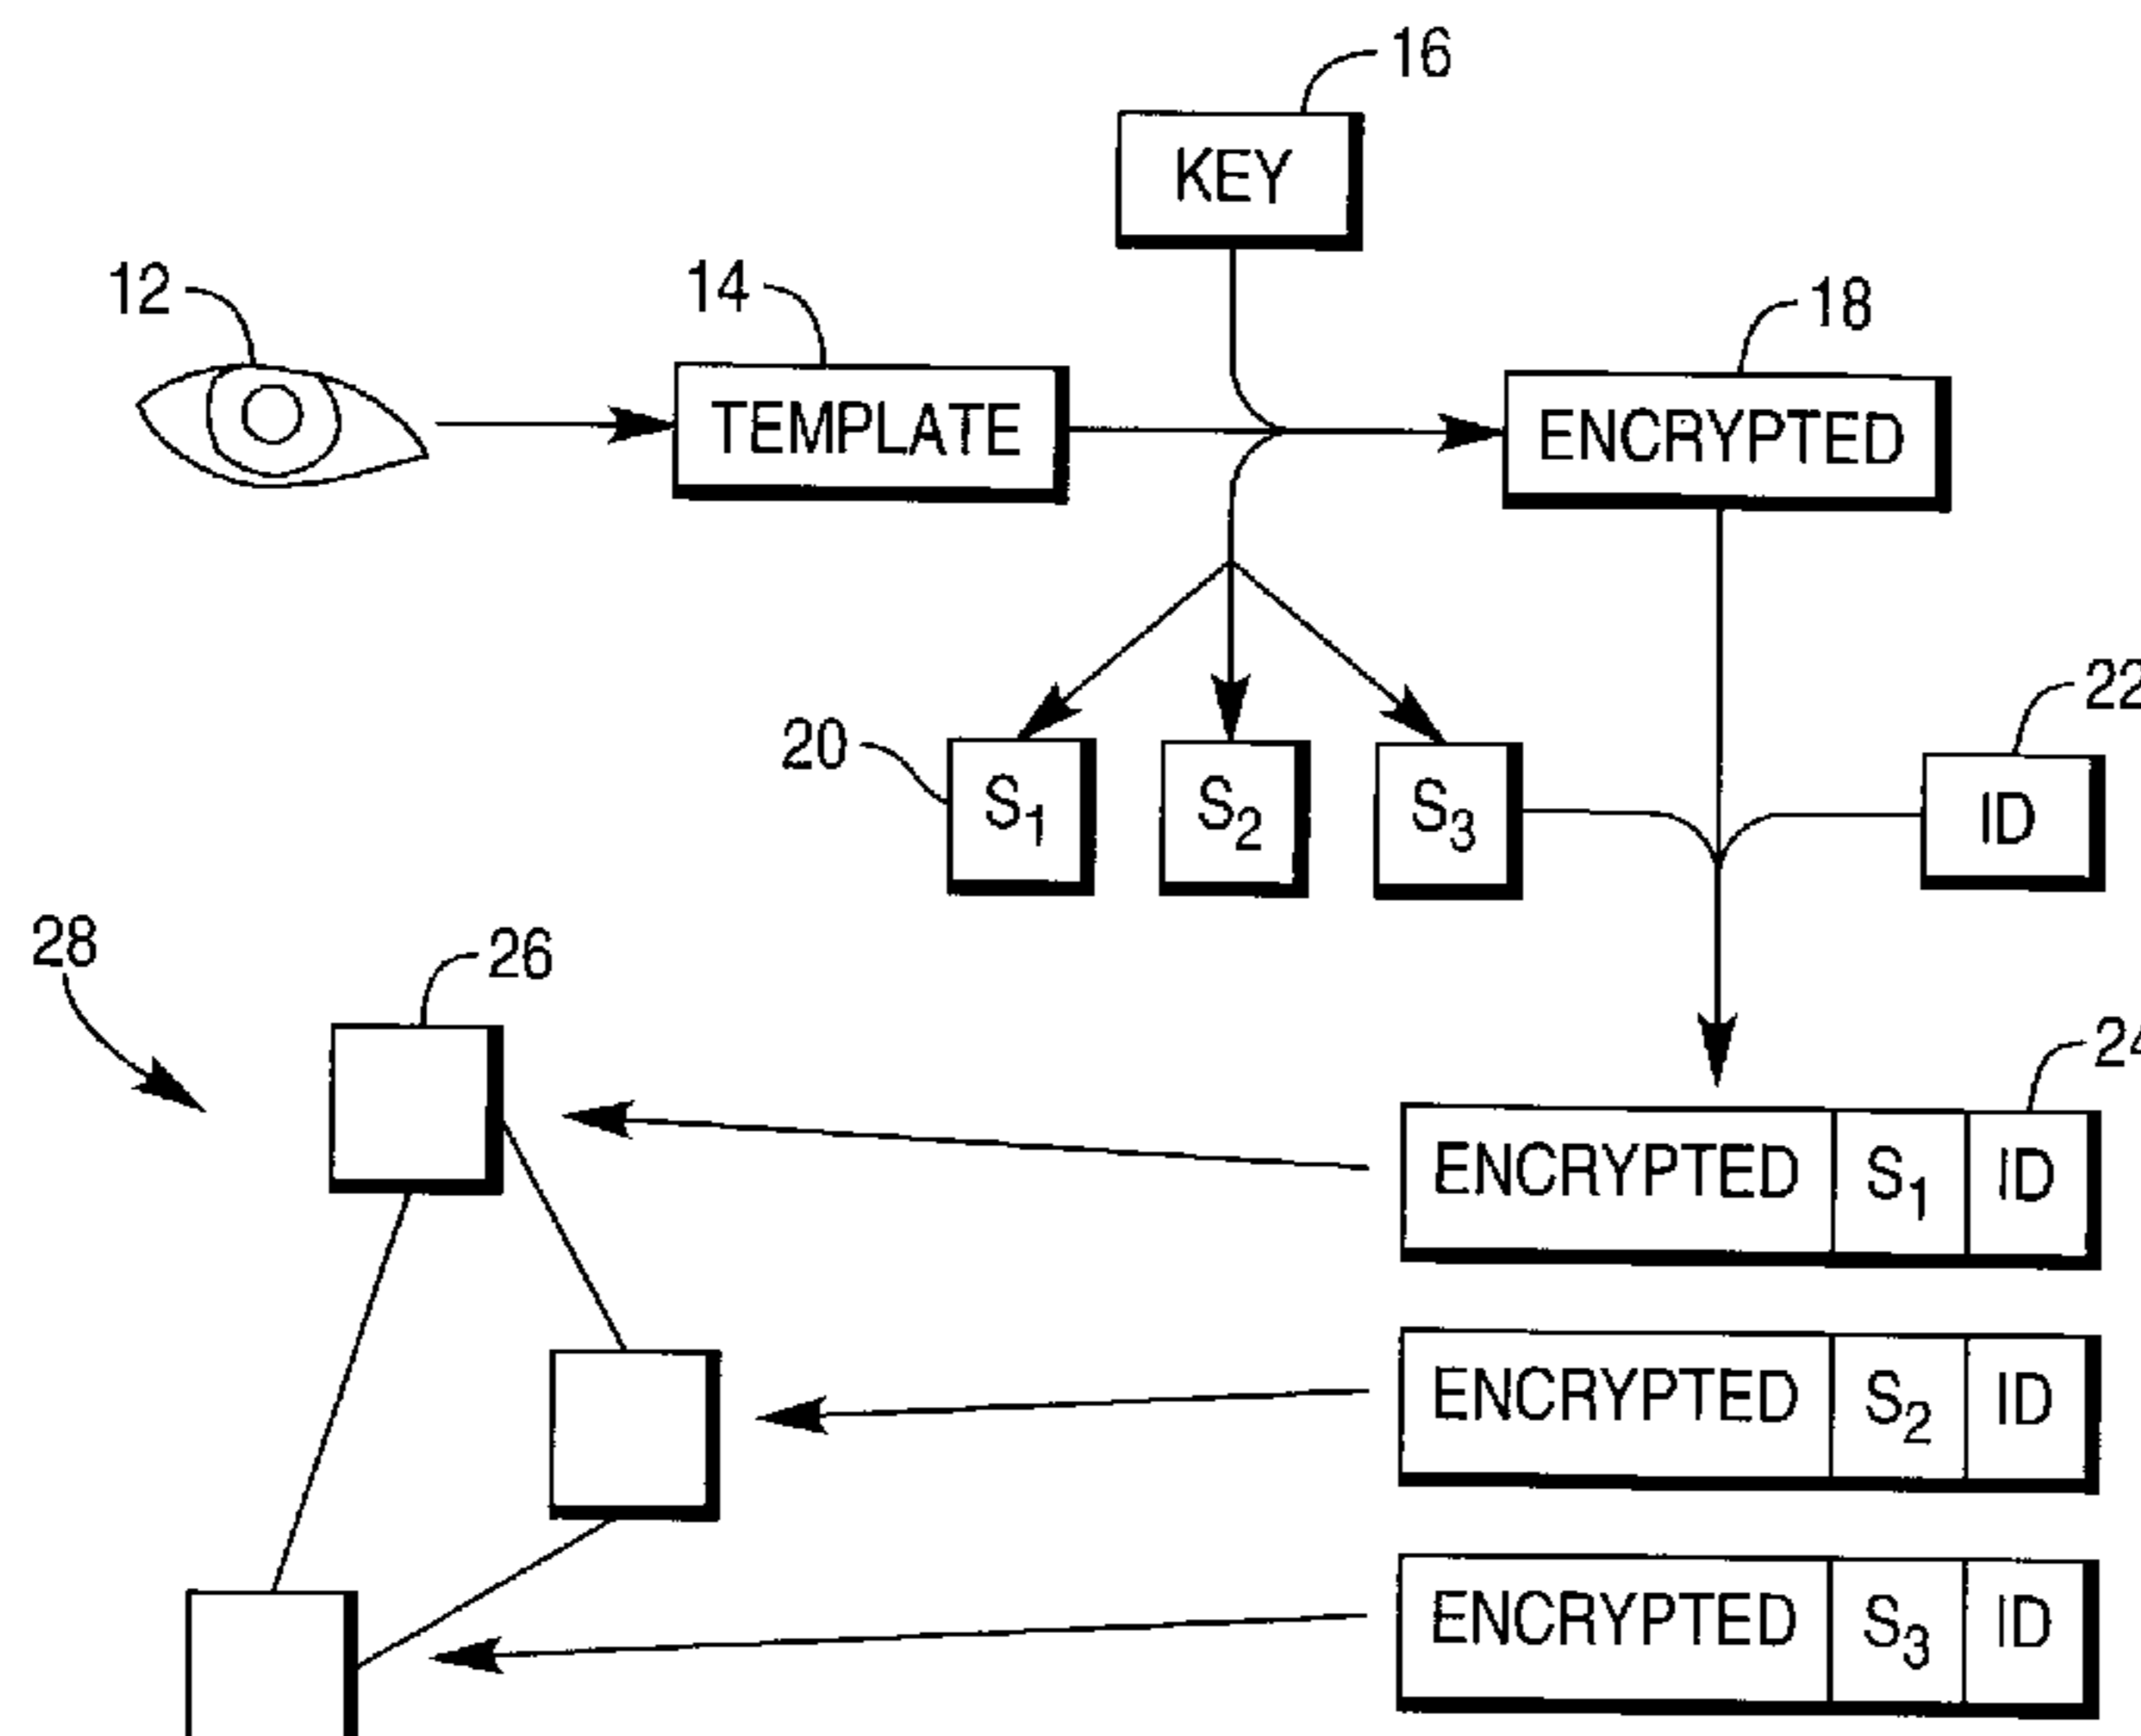 16
KEY
12
14
18
TEMPLATE
ENCRYPTED
22
20
S₁
S₂
S₃
ID
28
26
ENCRYPTED S₁ ID
ENCRYPTED S₂ ID
ENCRYPTED S₃ ID